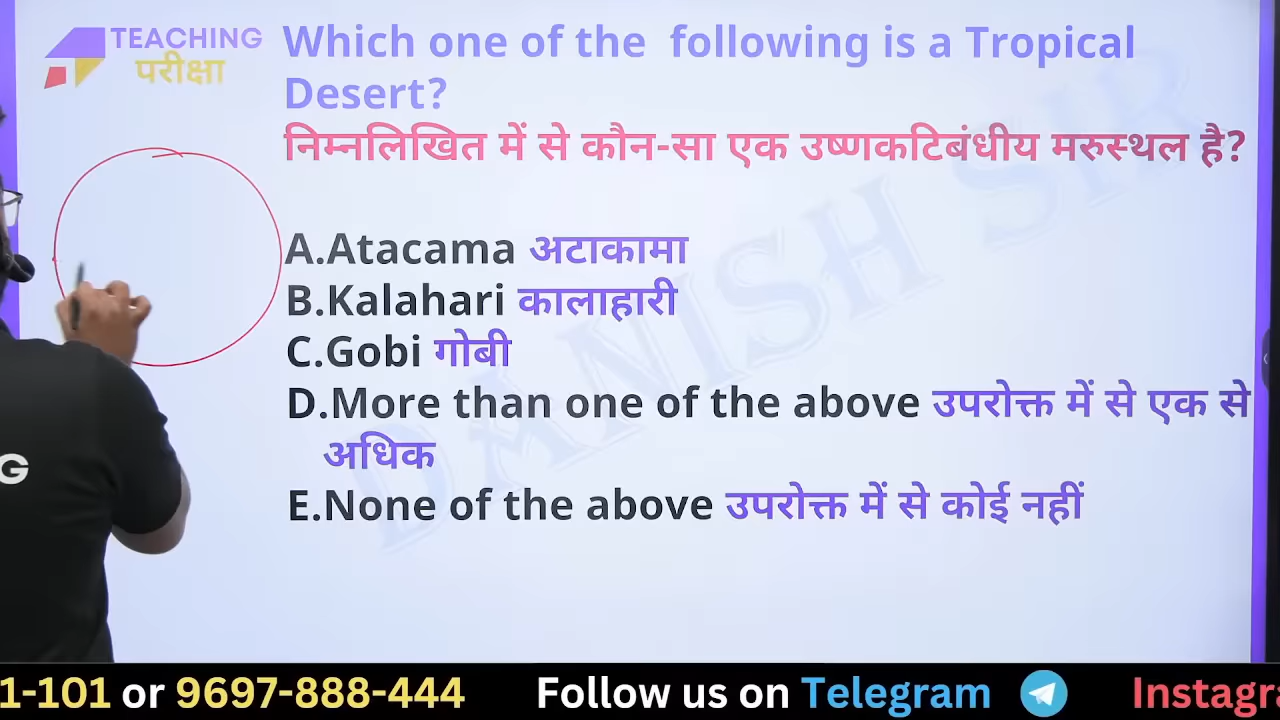 TEACHING
परीक्षा
Which one of the following is a Tropical
Desert?
निम्नलिखित में से कौन-सा एक उष्णकटिबंधीय मरुस्थल है?
A.Atacama अटाकामा
B.Kalahari कालाहारी
C.Gobi गोबी
D.More than one of the above उपरोक्त में से एक से
अधिक
E.None of the above उपरोक्त में से कोई नहीं
DANISH SIR
G
1-101 or 9697-888-444 Follow us on Telegram Instagra